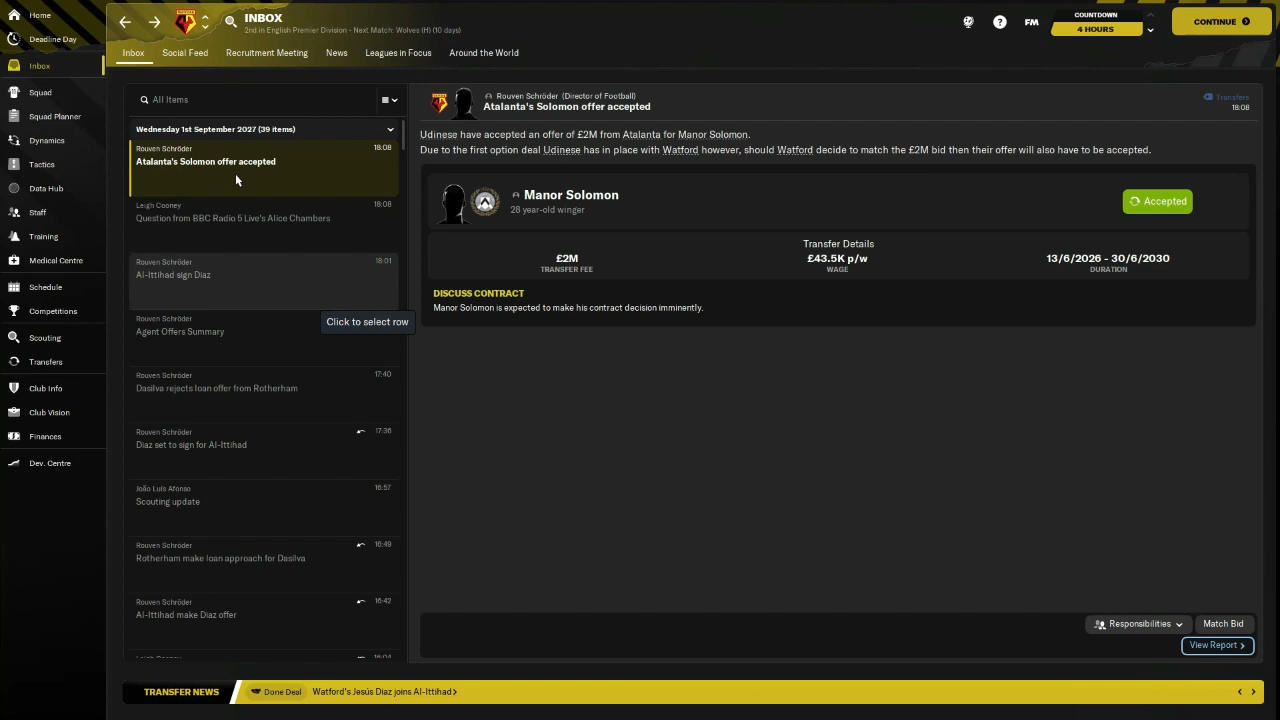 Home
Deadline Day
Inbox
Squad
Squad Planner
Dynamics
Tactics
Data Hub
Staff
Training
Medical Centre
Schedule
Competitions
Scouting
Transfers
Club Info
Club Vision
Finances
Dev. Centre
INBOX
2nd in English Premier Division - Next Match: Wolves (H) (10 days)
FM
COUNTDOWN
4 HOURS
CONTINUE
Inbox Social Feed Recruitment Meeting News Leagues in Focus Around the World
All Items
Wednesday 1st September 2027 (39 items)
Rouven Schröder 18:08
Atalanta's Solomon offer accepted
Leigh Cooney 18:08
Question from BBC Radio 5 Live's Alice Chambers
Rouven Schröder 18:01
Al-Ittihad sign Diaz
Rouven Schröder
Agent Offers Summary
Click to select row
Rouven Schröder 17:40
Dasilva rejects loan offer from Rotherham
Rouven Schröder 17:36
Diaz set to sign for Al-Ittihad
João Luís Afonso 16:57
Scouting update
Rouven Schröder 16:49
Rotherham make loan approach for Dasilva
Rouven Schröder 16:42
Al-Ittihad make Diaz offer
Leigh Cooney 16:04
Rouven Schröder (Director of Football)
Atalanta's Solomon offer accepted
Transfers
18:08
Udinese have accepted an offer of £2M from Atalanta for Manor Solomon.
Due to the first option deal Udinese has in place with Watford however, should Watford decide to match the £2M bid then their offer will also have to be accepted.
Manor Solomon
28 year-old winger
Accepted
Transfer Details
£2M £43.5K p/w 13/6/2026 - 30/6/2030
TRANSFER FEE WAGE DURATION
DISCUSS CONTRACT
Manor Solomon is expected to make his contract decision imminently.
Responsibilities Match Bid
View Report
TRANSFER NEWS Done Deal Watford's Jesús Diaz joins Al-Ittihad